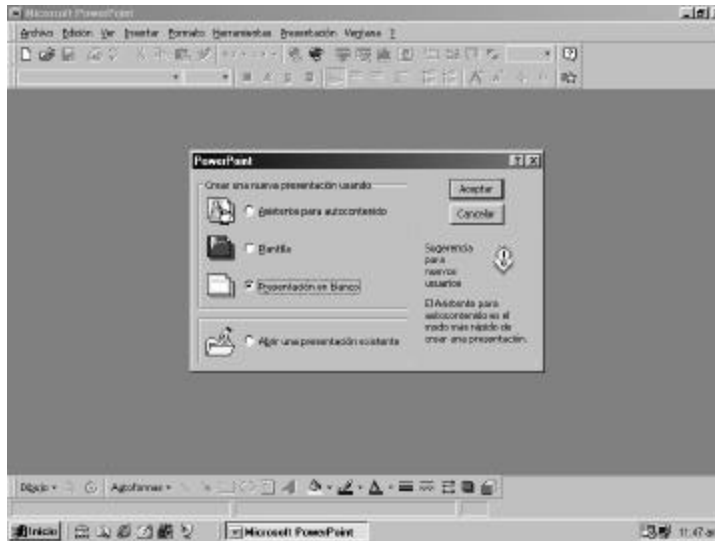 Microsoft PowerPoint
Archivo Edición Ver Insertar Formato Herramientas Presentación Ventana ?
PowerPoint
Crear una nueva presentación usando
Asistente para autocontenido
Plantilla
Presentación en blanco
Abrir una presentación existente
Aceptar
Cancelar
Sugerencia
para
nuevos
usuarios
El Asistente para
autocontenido es el
modo más rápido de
crear una presentación.
Dibujo Autoformas
Inicio Microsoft PowerPoint 11:47